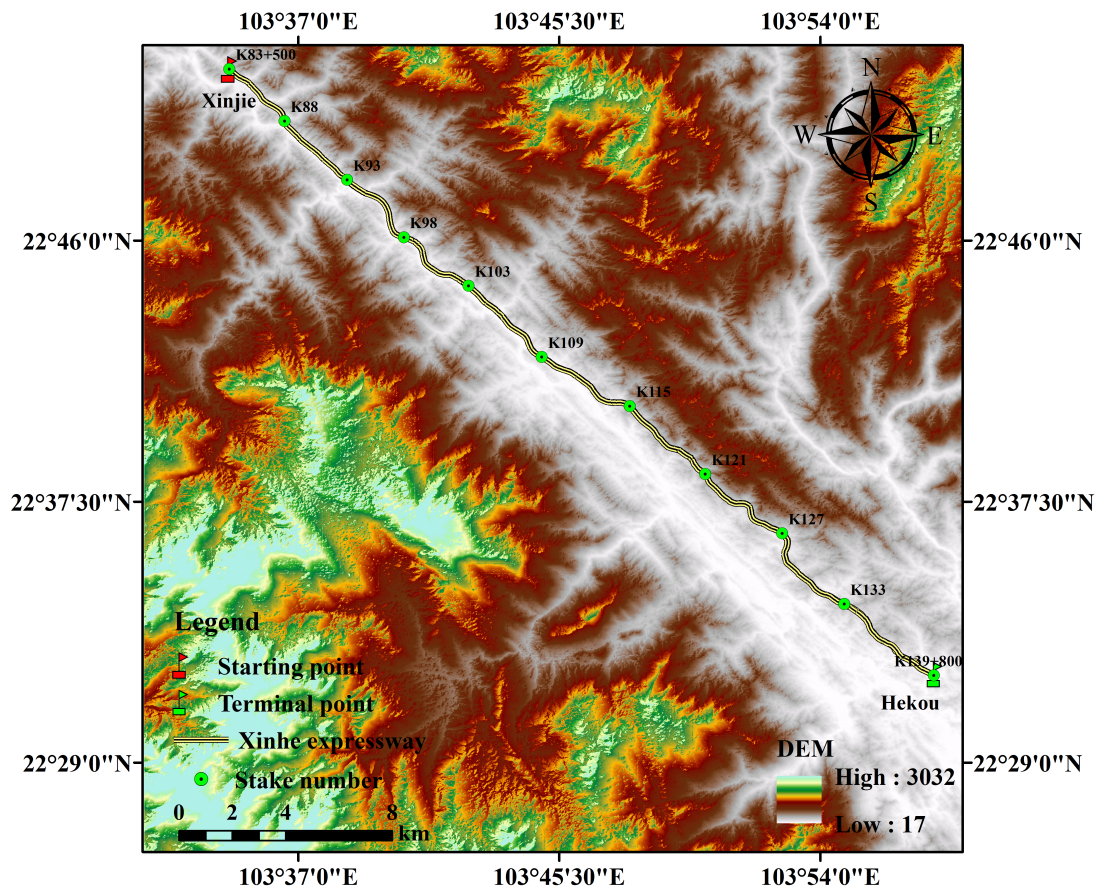 103°37'0"E 103°45'30"E 103°54'0"E
K83+500
Xinjie
K88
N
W E
S
K93
22°46'0"N 22°46'0"N
K98
K103
K109
K115
K121
22°37'30"N 22°37'30"N
K127
K133
Legend
K139+800
Starting point
Hekou
Terminal point
Xinhe expressway
DEM
22°29'0"N 22°29'0"N
Stake number
High : 3032
0 2 4 8
km
Low : 17
103°37'0"E 103°45'30"E 103°54'0"E